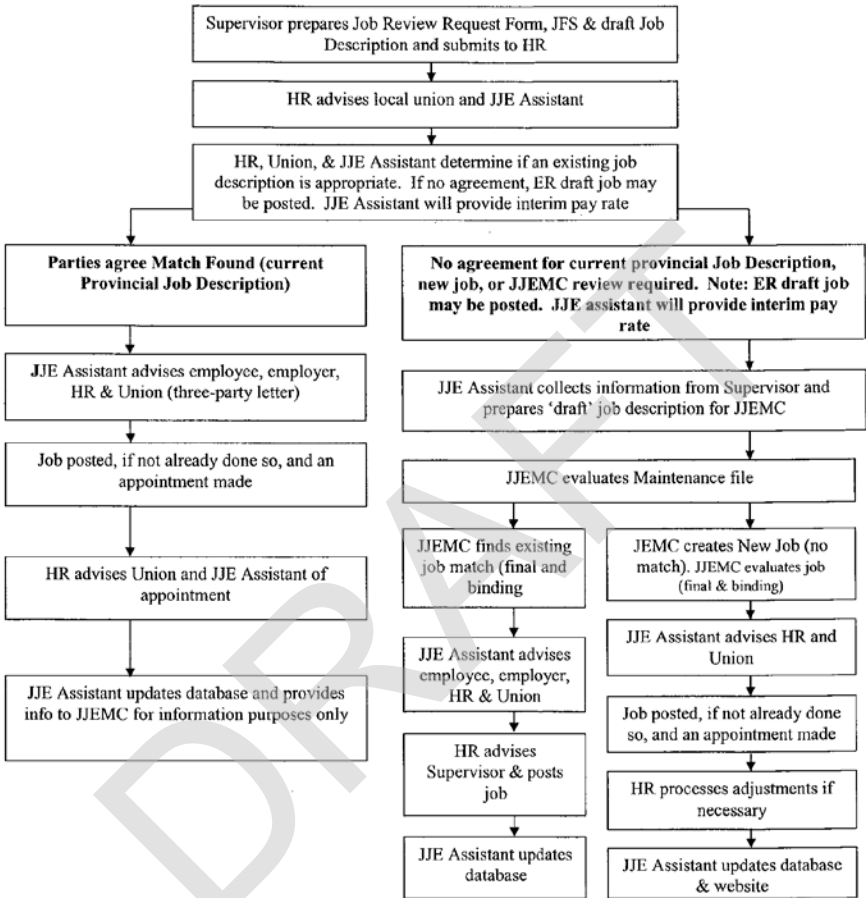 Supervisor prepares Job Review Request Form, JFS & draft Job
Description and submits to HR
HR advises local union and JJE Assistant
HR, Union, & JJE Assistant determine if an existing job
description is appropriate. If no agreement, ER draft job may
be posted. JJE Assistant will provide interim pay
rate
Parties agree Match Found (current
Provincial Job Description)
JJE Assistant advises employee, employer,
HR & Union (three-party letter)
Job posted, if not already done so, and an
appointment made
HR advises Union and JJE Assistant of
appointment
JJE Assistant updates database and provides
info to JJEMC for information purposes only
No agreement for current provincial Job Description,
new job, or JJEMC review required. Note: ER draft job
may be posted. JJE assistant will provide interim pay
rate
JJE Assistant collects information from Supervisor and
prepares ‘draft’ job description for JJEMC
JJEMC evaluates Maintenance file
JJEMC finds existing
job match (final and
binding
JJE Assistant advises
employee, employer,
HR & Union
HR advises
Supervisor & posts
job
JJE Assistant updates
database
JEMC creates New Job (no
match). JJEMC evaluates job
(final & binding)
JJE Assistant advises HR and
Union
Job posted, if not already done
so, and an appointment made
HR processes adjustments if
necessary
JJE Assistant updates database
& website
DRAFT